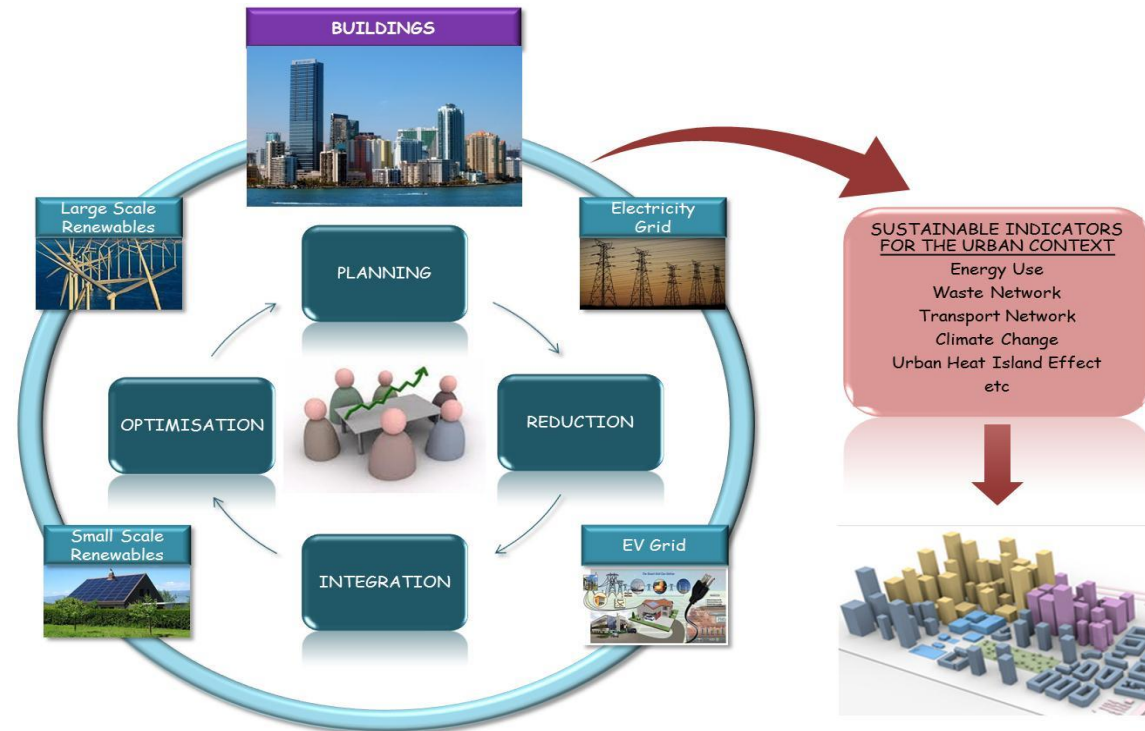 BUILDINGS
Large Scale
Renewables
Electricity
Grid
PLANNING
OPTIMISATION
REDUCTION
INTEGRATION
Small Scale
Renewables
EV Grid
SUSTAINABLE INDICATORS
FOR THE URBAN CONTEXT
Energy Use
Waste Network
Transport Network
Climate Change
Urban Heat Island Effect
etc